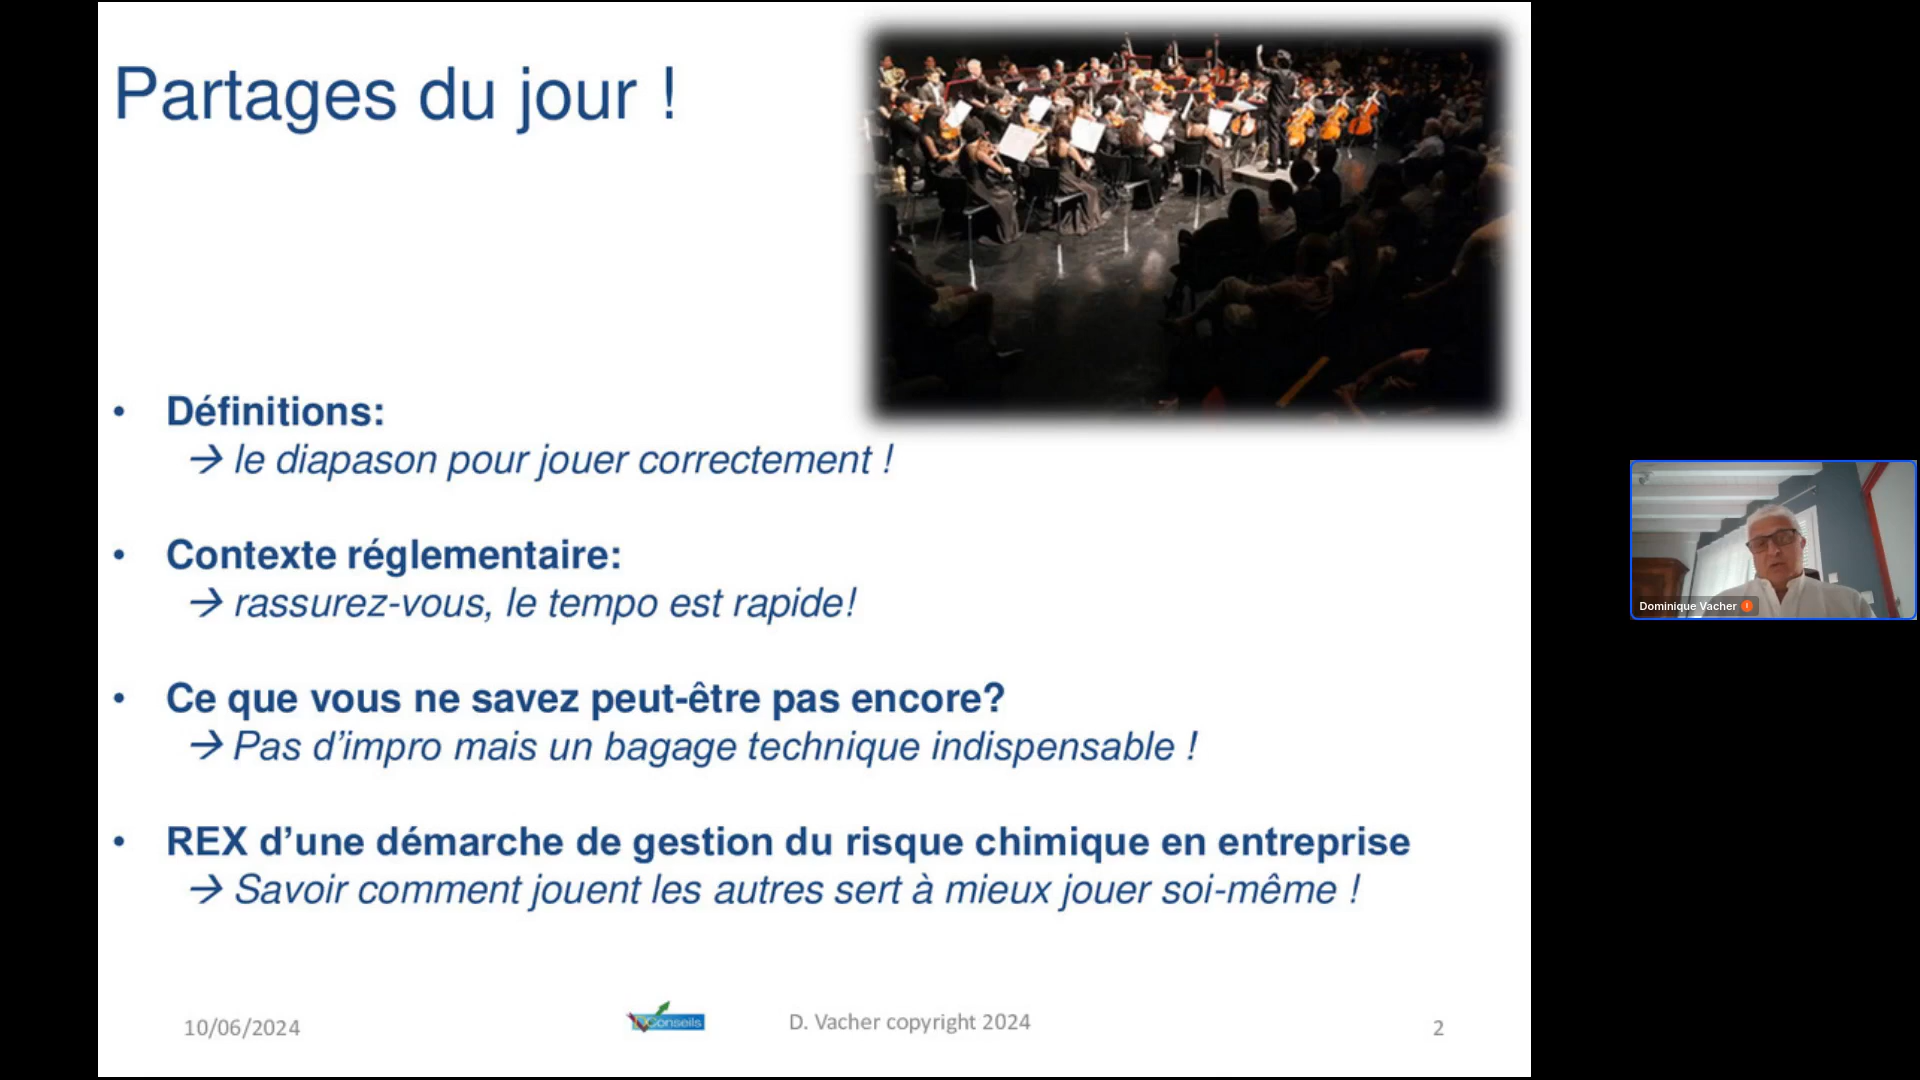 Partages du jour !
• Définitions:
→ le diapason pour jouer correctement !
• Contexte réglementaire:
→ rassurez-vous, le tempo est rapide!
• Ce que vous ne savez peut-être pas encore?
→ Pas d’impro mais un bagage technique indispensable !
• REX d’une démarche de gestion du risque chimique en entreprise
→ Savoir comment jouent les autres sert à mieux jouer soi-même !
Dominique Vacher
10/06/2024
Conseils
D. Vacher copyright 2024
2